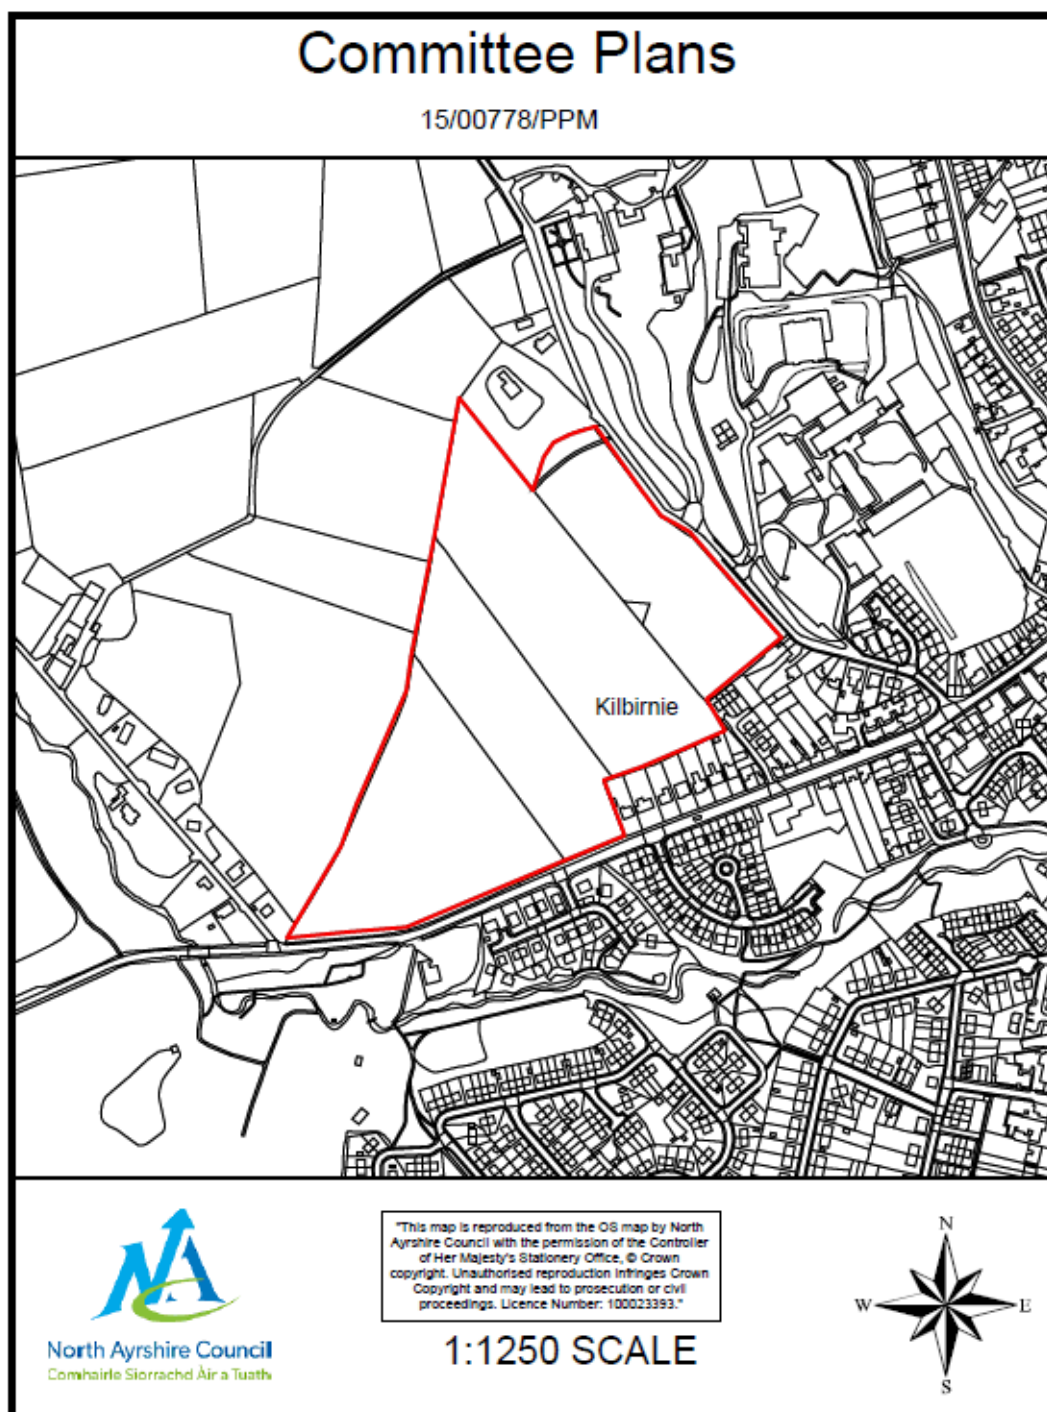 Committee Plans
15/00778/PPM
Kilbirnie
"This map is reproduced from the OS map by North
Ayrshire Council with the permission of the Controller
of Her Majesty's Stationery Office, © Crown
copyright. Unauthorised reproduction infringes Crown
Copyright and may lead to prosecution or civil
proceedings. Licence Number: 100023393."
1:1250 SCALE
North Ayrshire Council
Comhairle Siorrachd Àir a Tuath
N
W
E
S